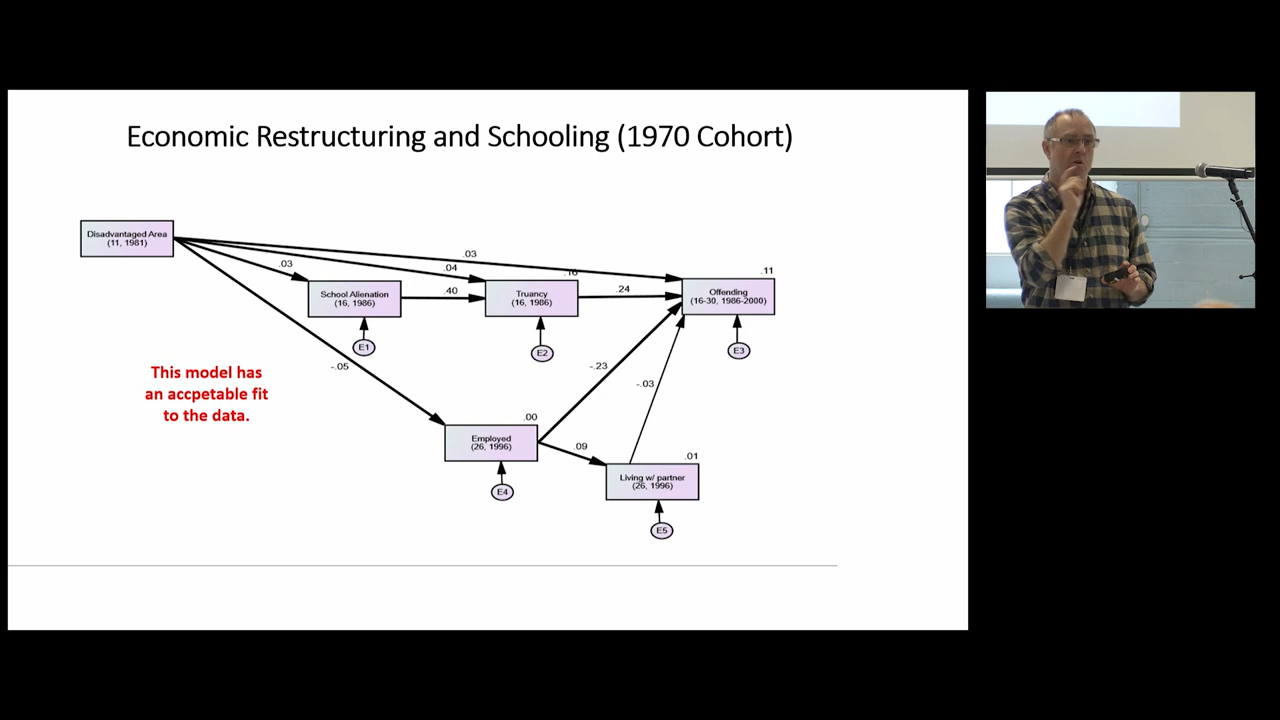 Economic Restructuring and Schooling (1970 Cohort)
Disadvantaged Area
(11, 1981)
.03
.03
.04
.16
.11
School Alienation
(16, 1986)
.40
Truancy
(16, 1986)
.24
Offending
(16-30, 1986-2000)
E1
E2
E3
This model has
an accpetable fit
to the data.
-.05
-.23
-.03
.00
Employed
(26, 1996)
09
.01
Living w/ partner
(26, 1996)
E4
E5